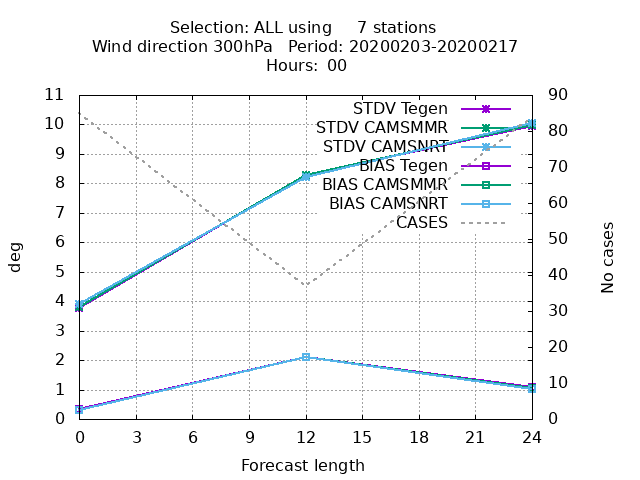 Selection: ALL using     7 stations
Wind direction 300hPa   Period: 20200203-20200217
Hours: 00
11
10
9
8
7
6
5
4
3
2
1
0
deg
STDV Tegen
STDV CAMSMMR
STDV CAMSNRT
BIAS Tegen
BIAS CAMSMMR
BIAS CAMSNRT
CASES
90
80
70
60
50
40
30
20
10
0
No cases
0 3 6 9 12 15 18 21 24
Forecast length